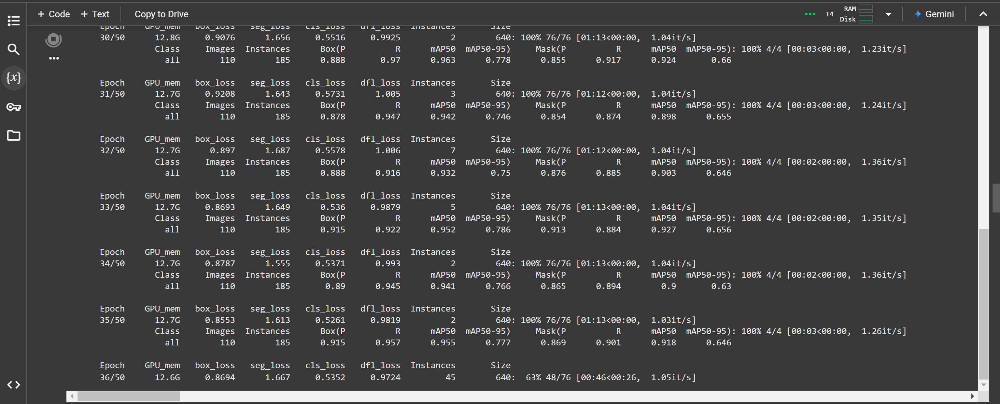 + Code + Text Copy to Drive T4 RAM Disk Gemini
Epoch GPU_mem box_loss seg_loss cls_loss dfl_loss Instances Size
30/50 12.8G 0.9076 1.656 0.5516 0.9925 2 640: 100% 76/76 [01:13<00:00, 1.04it/s]
Class Images Instances Box(P R mAP50 mAP50-95) Mask(P R mAP50 mAP50-95): 100% 4/4 [00:03<00:00, 1.23it/s]
all 110 185 0.888 0.97 0.963 0.778 0.855 0.917 0.924 0.66
{x}
Epoch GPU_mem box_loss seg_loss cls_loss dfl_loss Instances Size
31/50 12.7G 0.9208 1.643 0.5731 1.005 3 640: 100% 76/76 [01:12<00:00, 1.04it/s]
Class Images Instances Box(P R mAP50 mAP50-95) Mask(P R mAP50 mAP50-95): 100% 4/4 [00:03<00:00, 1.24it/s]
all 110 185 0.878 0.947 0.942 0.746 0.854 0.874 0.898 0.655
Epoch GPU_mem box_loss seg_loss cls_loss dfl_loss Instances Size
32/50 12.7G 0.897 1.687 0.5578 1.006 7 640: 100% 76/76 [01:12<00:00, 1.04it/s]
Class Images Instances Box(P R mAP50 mAP50-95) Mask(P R mAP50 mAP50-95): 100% 4/4 [00:02<00:00, 1.36it/s]
all 110 185 0.888 0.916 0.932 0.75 0.876 0.885 0.903 0.646
Epoch GPU_mem box_loss seg_loss cls_loss dfl_loss Instances Size
33/50 12.7G 0.8693 1.649 0.536 0.9879 5 640: 100% 76/76 [01:13<00:00, 1.04it/s]
Class Images Instances Box(P R mAP50 mAP50-95) Mask(P R mAP50 mAP50-95): 100% 4/4 [00:02<00:00, 1.35it/s]
all 110 185 0.915 0.922 0.952 0.786 0.913 0.884 0.927 0.656
Epoch GPU_mem box_loss seg_loss cls_loss dfl_loss Instances Size
34/50 12.7G 0.8787 1.555 0.5371 0.993 2 640: 100% 76/76 [01:13<00:00, 1.04it/s]
Class Images Instances Box(P R mAP50 mAP50-95) Mask(P R mAP50 mAP50-95): 100% 4/4 [00:02<00:00, 1.36it/s]
all 110 185 0.89 0.945 0.941 0.766 0.865 0.894 0.9 0.63
Epoch GPU_mem box_loss seg_loss cls_loss dfl_loss Instances Size
35/50 12.7G 0.8553 1.613 0.5261 0.9819 2 640: 100% 76/76 [01:13<00:00, 1.03it/s]
Class Images Instances Box(P R mAP50 mAP50-95) Mask(P R mAP50 mAP50-95): 100% 4/4 [00:03<00:00, 1.26it/s]
all 110 185 0.915 0.957 0.955 0.777 0.869 0.901 0.918 0.646
Epoch GPU_mem box_loss seg_loss cls_loss dfl_loss Instances Size
36/50 12.6G 0.8694 1.667 0.5352 0.9724 45 640: 63% 48/76 [00:46<00:26, 1.05it/s]